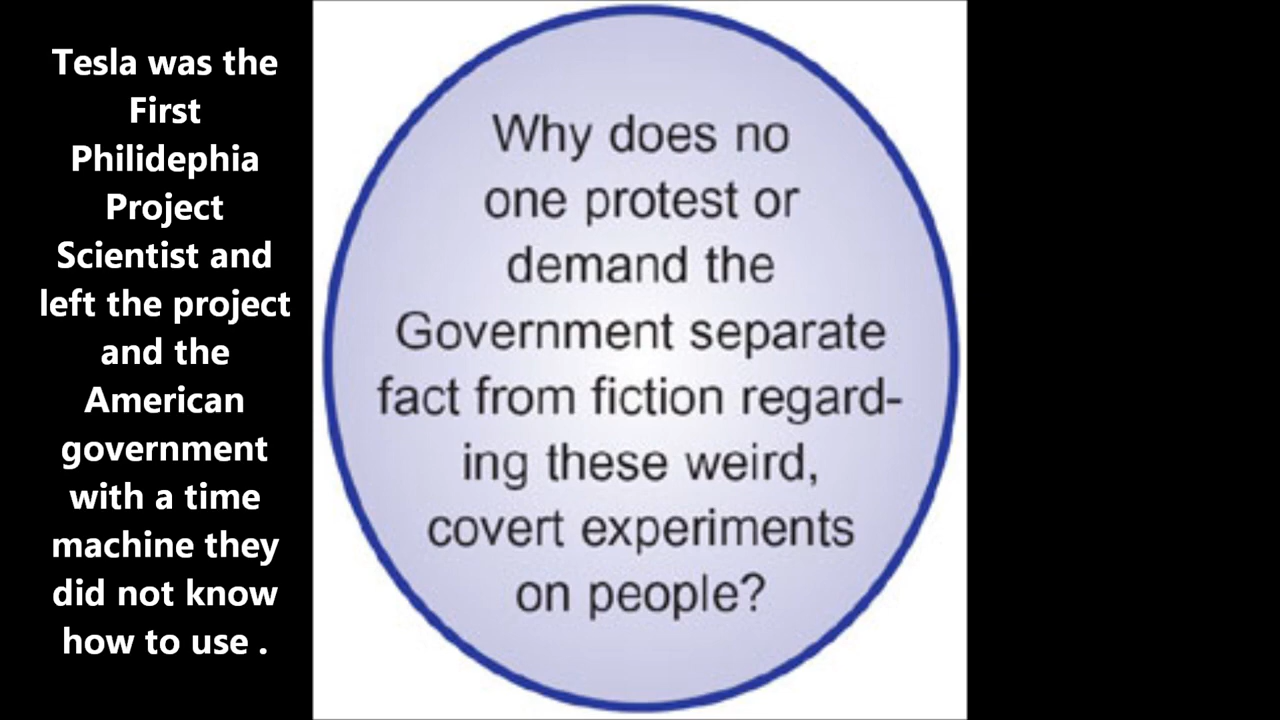 Tesla was the
First
Philidephia
Project
Scientist and
left the project
and the
American
government
with a time
machine they
did not know
how to use .
Why does no
one protest or
demand the
Government separate
fact from fiction regard-
ing these weird,
covert experiments
on people?